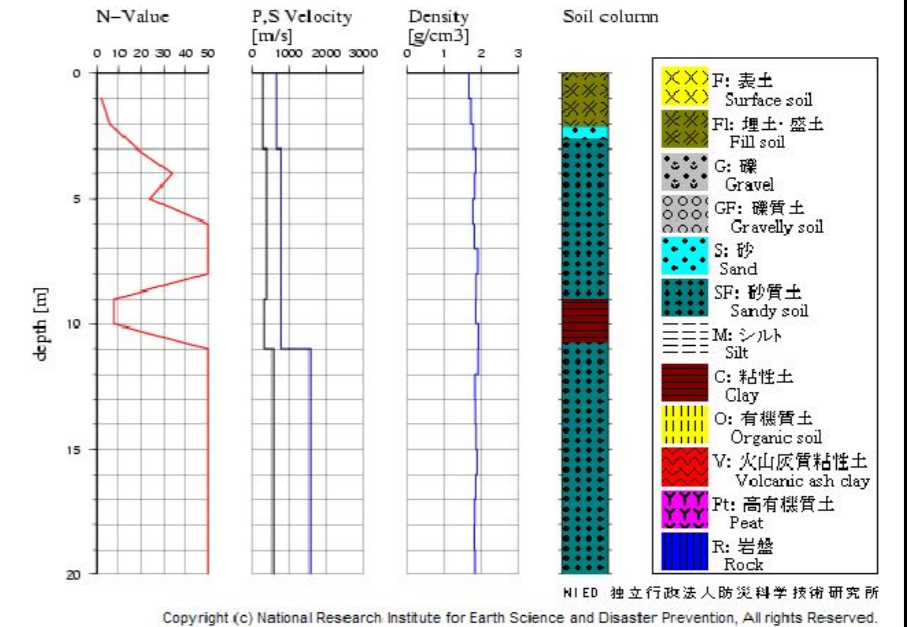 N-Value
P,S Velocity
[m/s]
Density
[g/cm3]
Soil column
0 10 20 30 40 50
0 1000 2000 3000
0 1 2 3
depth [m]
0
5
10
15
20
F: 表土
Surface soil
Fl: 埋土・盛土
Fill soil
G: 礫
Gravel
GF: 礫質土
Gravelly soil
S: 砂
Sand
SF: 砂質土
Sandy soil
M: シルト
Silt
C: 粘性土
Clay
O: 有機質土
Organic soil
V: 火山灰質粘性土
Volcanic ash clay
Pt: 高有機質土
Peat
R: 岩盤
Rock
NIED 独立行政法人防災科学技術研究所
Copyright (c) National Research Institute for Earth Science and Disaster Prevention, All rights Reserved.